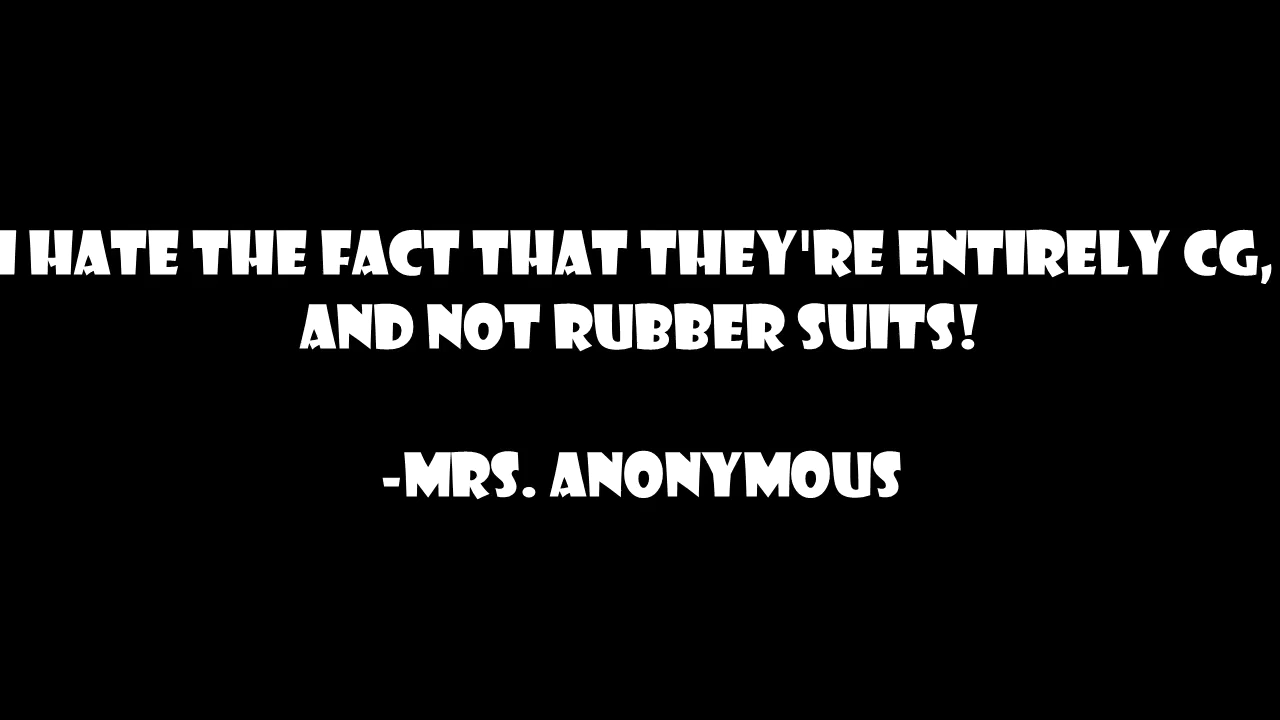 I HATE THE FACT THAT THEY'RE ENTIRELY CG,
AND NOT RUBBER SUITS!
-MRS. ANONYMOUS